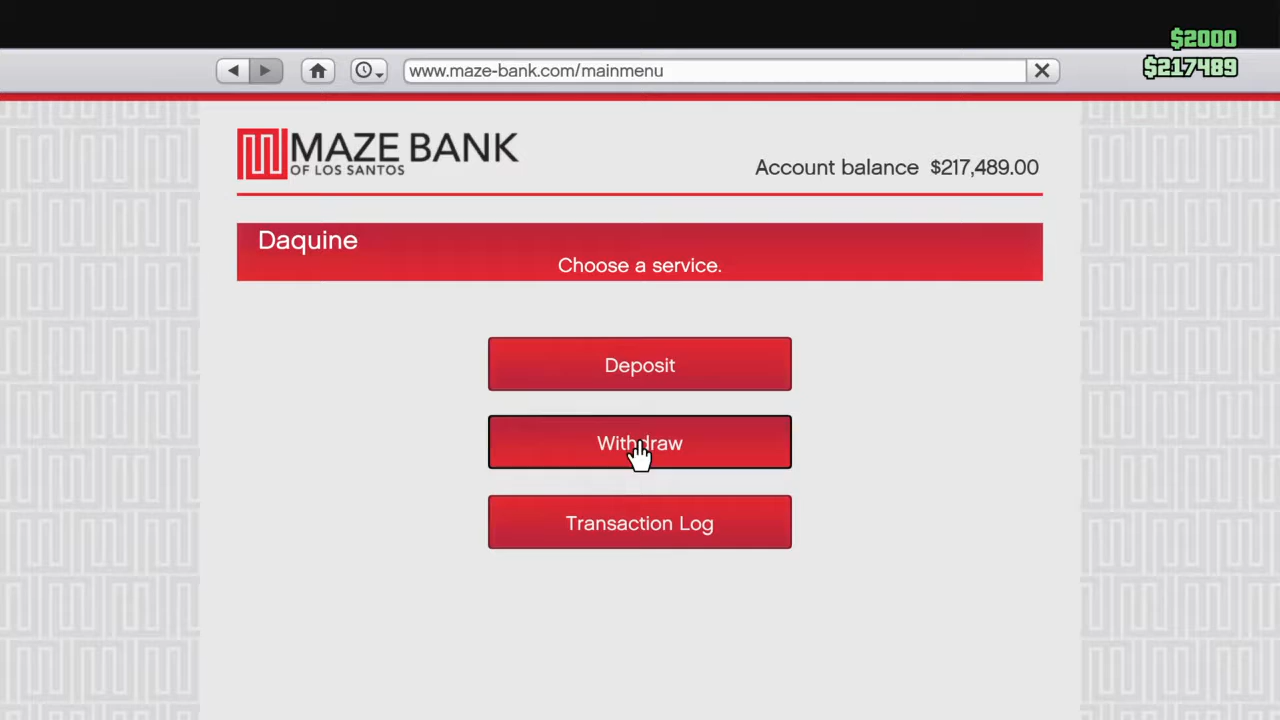 $2000
$217489
www.maze-bank.com/mainmenu
MAZE BANK
OF LOS SANTOS
Account balance $217,489.00
Daquine
Choose a service.
Deposit
Withdraw
Transaction Log